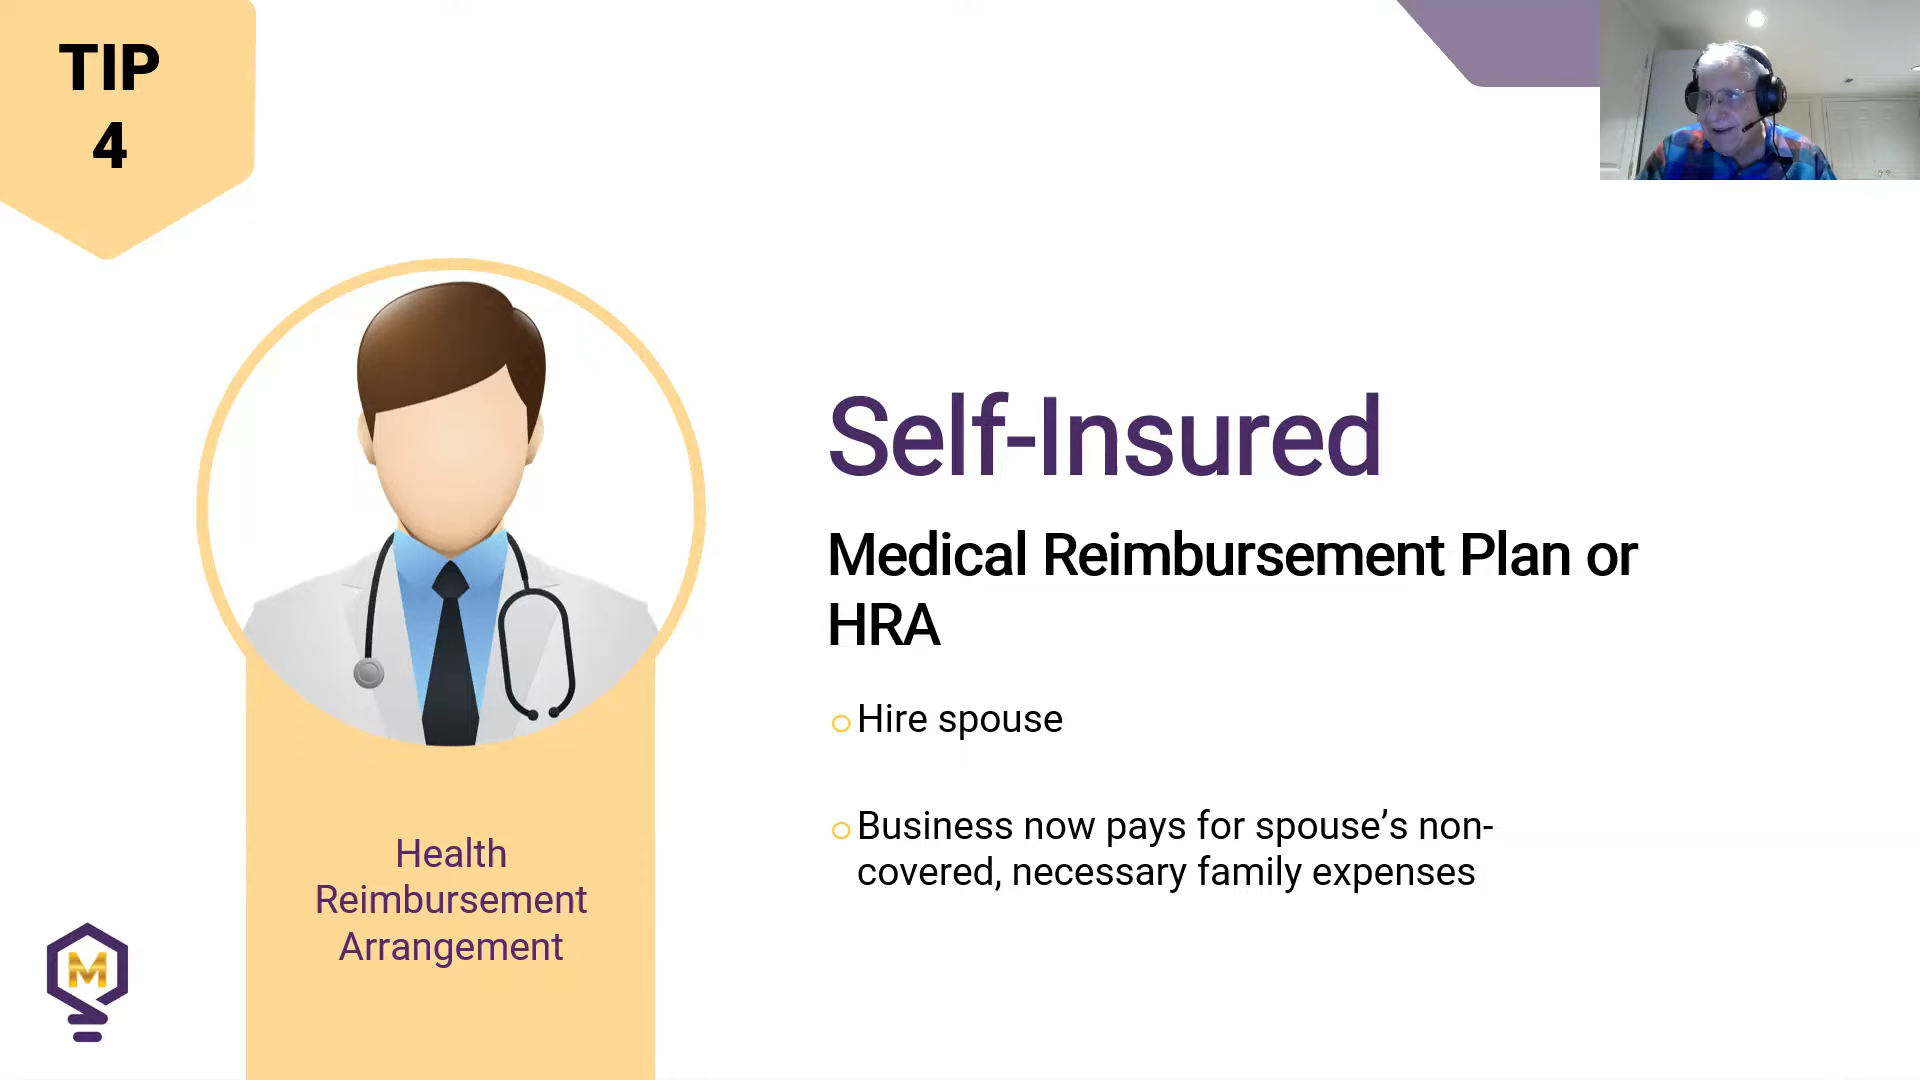 TIP
4
Self-Insured
Medical Reimbursement Plan or
HRA
Hire spouse
Business now pays for spouse’s non-
covered, necessary family expenses
Health
Reimbursement
Arrangement
M